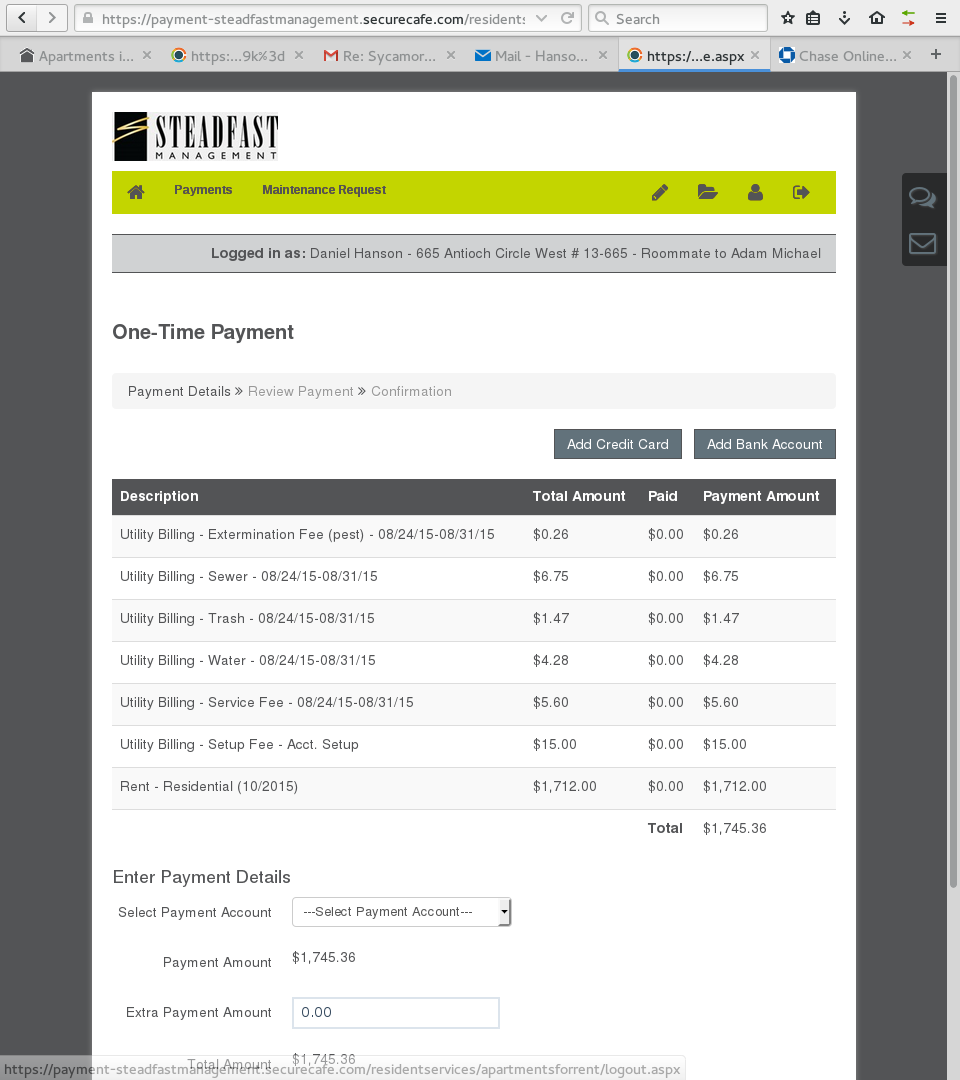 https://payment-steadfastmanagement.securecafe.com/residents
Search
Apartments i...
https:...9k%3d
Re: Sycamor...
Mail - Hanso...
https:/...e.aspx
Chase Online...
STEADFAST
MANAGEMENT
Payments
Maintenance Request
Logged in as: Daniel Hanson - 665 Antioch Circle West # 13-665 - Roommate to Adam Michael
One-Time Payment
Payment Details » Review Payment » Confirmation
Add Credit Card
Add Bank Account
Description Total Amount Paid Payment Amount
Utility Billing - Extermination Fee (pest) - 08/24/15-08/31/15 $0.26 $0.00 $0.26
Utility Billing - Sewer - 08/24/15-08/31/15 $6.75 $0.00 $6.75
Utility Billing - Trash - 08/24/15-08/31/15 $1.47 $0.00 $1.47
Utility Billing - Water - 08/24/15-08/31/15 $4.28 $0.00 $4.28
Utility Billing - Service Fee - 08/24/15-08/31/15 $5.60 $0.00 $5.60
Utility Billing - Setup Fee - Acct. Setup $15.00 $0.00 $15.00
Rent - Residential (10/2015) $1,712.00 $0.00 $1,712.00
Total $1,745.36
Enter Payment Details
Select Payment Account ---Select Payment Account---
Payment Amount $1,745.36
Extra Payment Amount 0.00
Total Amount $1,745.36
https://payment-steadfastmanagement.securecafe.com/residentservices/apartmentsforrent/logout.aspx